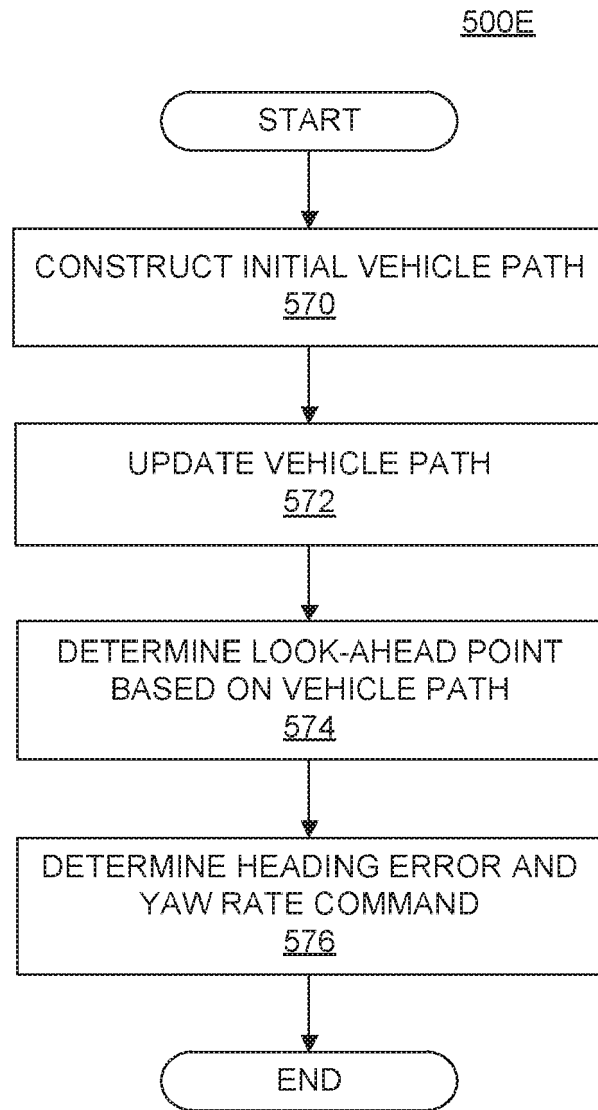 500E
START
CONSTRUCT INITIAL VEHICLE PATH
570
UPDATE VEHICLE PATH
572
DETERMINE LOOK-AHEAD POINT
BASED ON VEHICLE PATH
574
DETERMINE HEADING ERROR AND
YAW RATE COMMAND
576
END